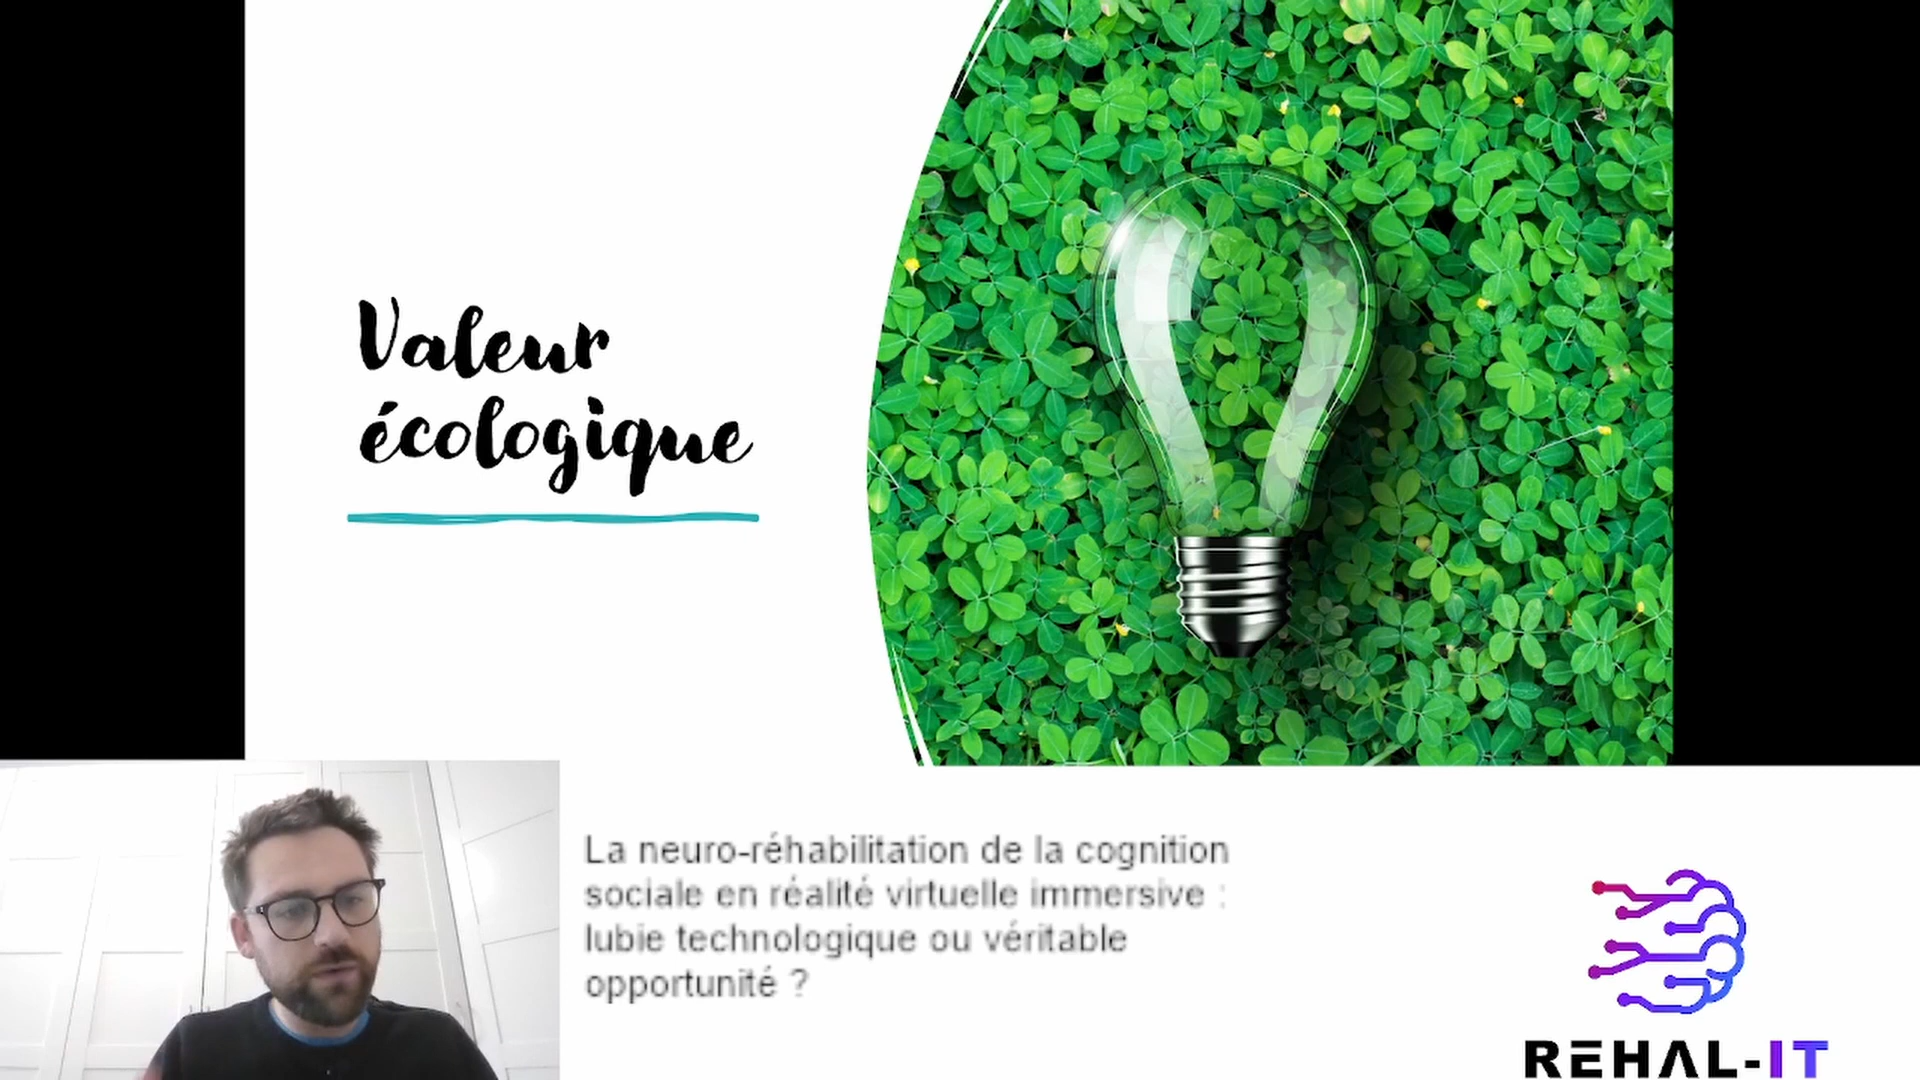 Valeur
écologique
La neuro-réhabilitation de la cognition
sociale en réalité virtuelle immersive :
lubie technologique ou véritable
opportunité ?
REHAL-IT